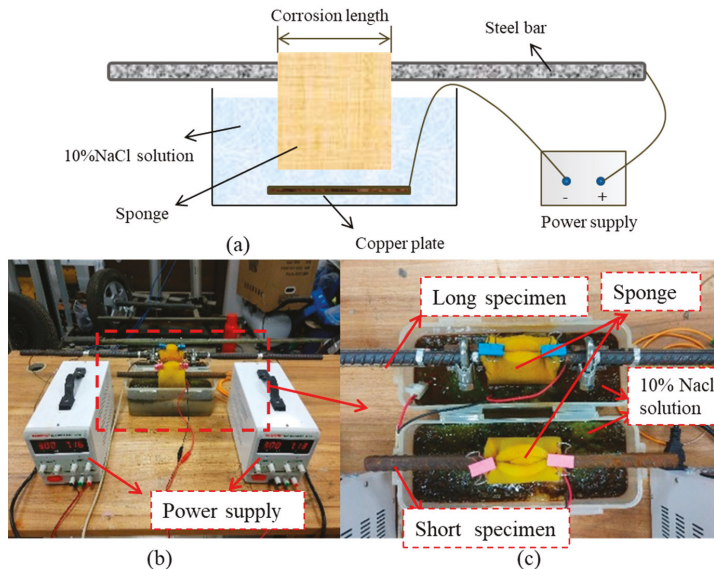 Corrosion length
Steel bar
10%NaCl solution
Sponge
Copper plate
- +
Power supply
(a)
Power supply
(b)
Long specimen
Sponge
10% Nacl
solution
Short specimen
(c)